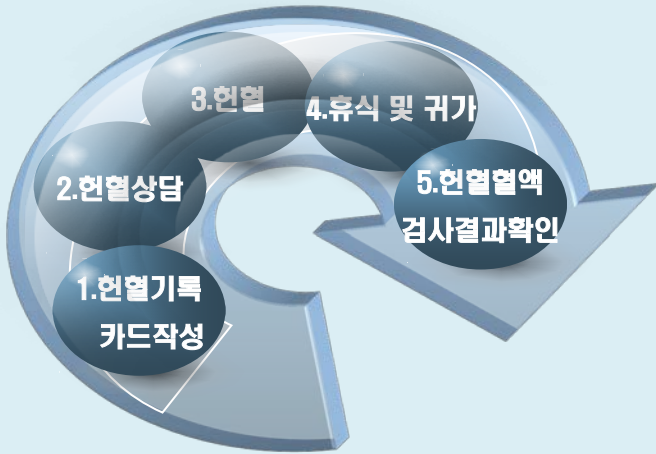 1.헌혈기록
카드작성
2.헌혈상담
3.헌혈
4.휴식 및 귀가
5.헌혈혈액
검사결과확인